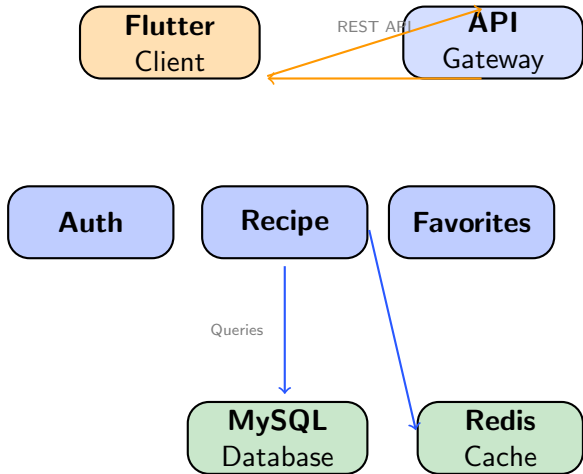 Flutter
Client
REST API
API
Gateway
Auth
Recipe
Favorites
Queries
MySQL
Database
Redis
Cache